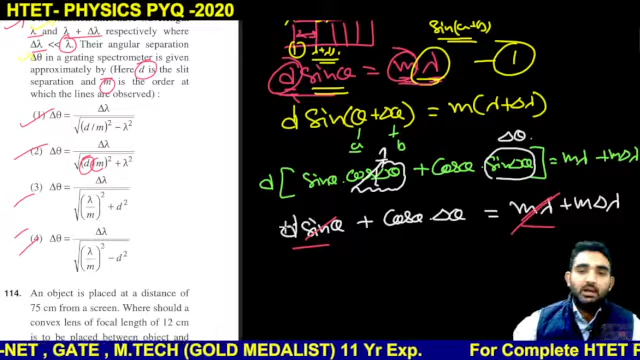 HTET- PHYSICS PYQ -2020
λ and λ + Δλ respectively where
Δλ << λ. Their angular separation
Δθ in grating spectrometer is given
approximately by (Here d is the slit
separation and m is the order at
which the lines are observed) :
(1) Δθ = Δλ / √((d/m)² − λ²)
(2) Δθ = Δλ / √((d/m)² + λ²)
(3) Δθ = Δλ / √((λ/m)² + d²)
(4) Δθ = Δλ / √((λ/m)² − d²)
114. An object is placed at a distance of
75 cm from a screen. Where should a
convex lens of focal length of 12 cm
is to be placed between object and
sin(a+b)
d sinθ = mλ — 1
d sin(θ+Δθ) = m(λ+Δλ)
a b
1 Δθ
d[sinθ·cosΔθ + cosθ·sinΔθ] = mλ + mΔλ
d sinθ + cosθ Δθ = mλ + mΔλ
-NET , GATE , M.TECH (GOLD MEDALIST) 11 Yr Exp. For Complete HTET P